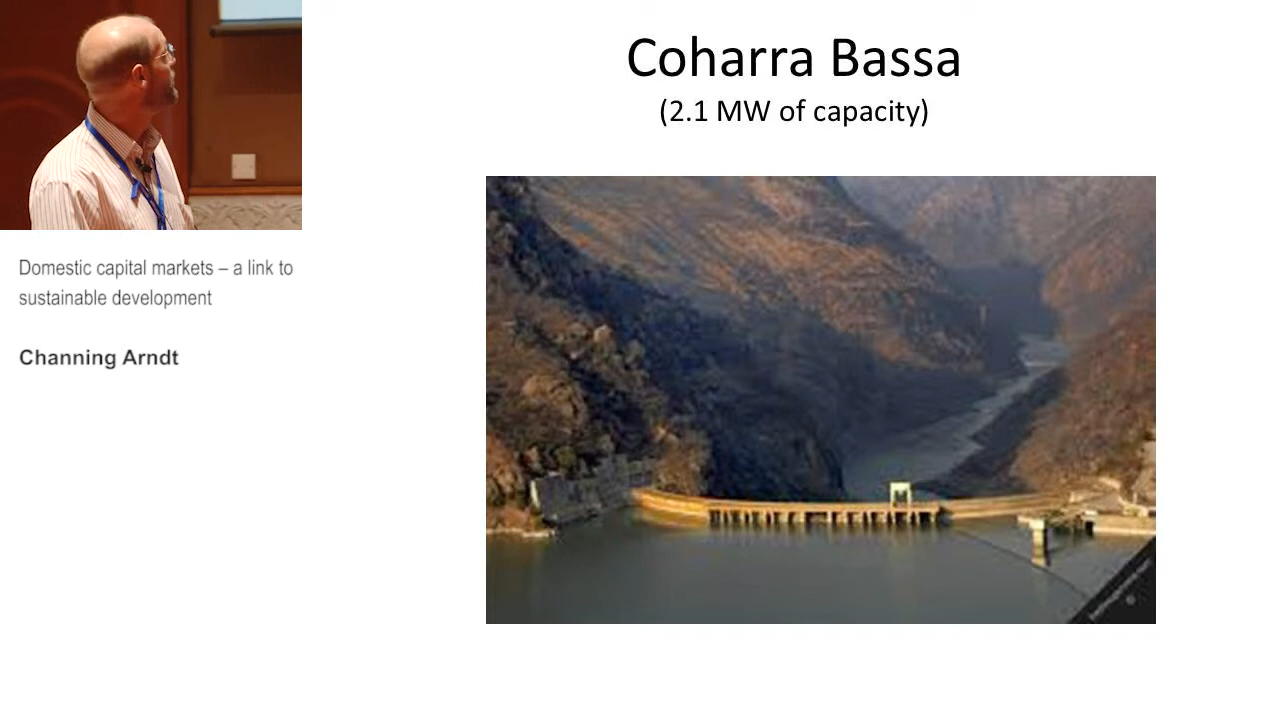 Coharra Bassa
(2.1 MW of capacity)
Domestic capital markets – a link to
sustainable development
Channing Arndt